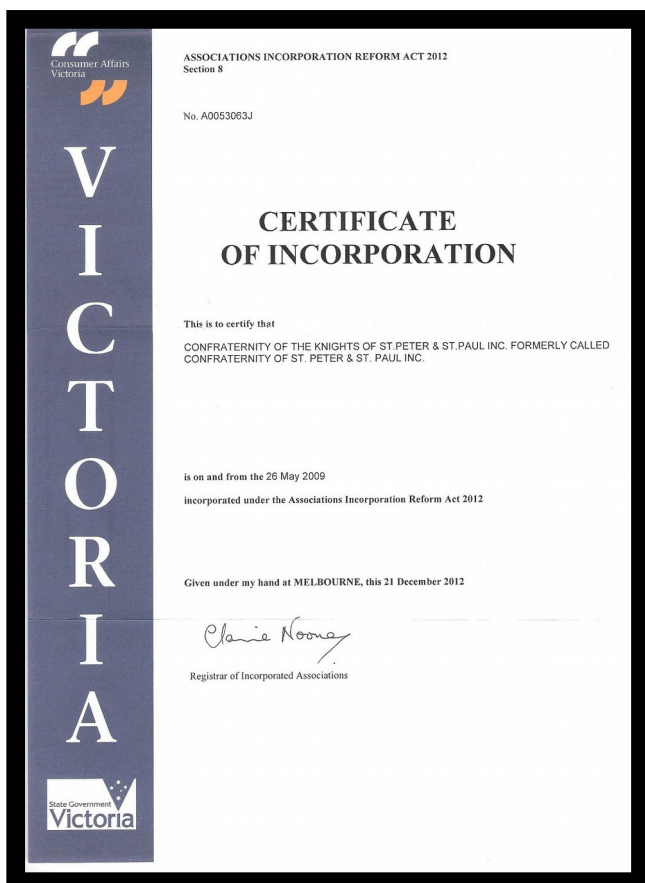 Consumer Affairs
Victoria
VICTORIA
State Government
Victoria
ASSOCIATIONS INCORPORATION REFORM ACT 2012
Section 8
No. A0053063J
CERTIFICATE
OF INCORPORATION
This is to certify that
CONFRATERNITY OF THE KNIGHTS OF ST.PETER & ST.PAUL INC. FORMERLY CALLED
CONFRATERNITY OF ST. PETER & ST. PAUL INC.
is on and from the 26 May 2009
incorporated under the Associations Incorporation Reform Act 2012
Given under my hand at MELBOURNE, this 21 December 2012
Claire Noone
Registrar of Incorporated Associations